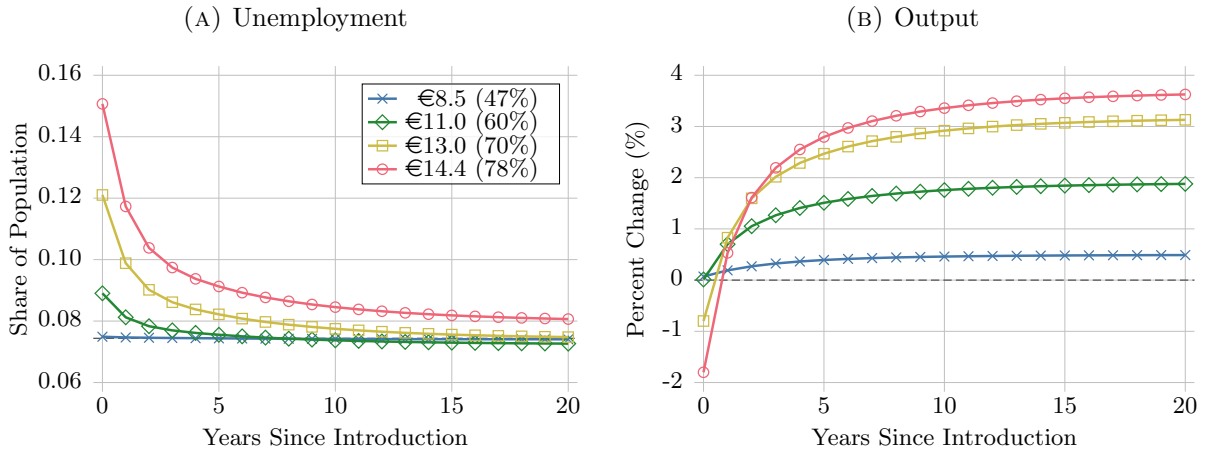 (A) Unemployment
Share of Population
0.16
0.14
0.12
0.10
0.08
0.06
€8.5 (47%)
€11.0 (60%)
€13.0 (70%)
€14.4 (78%)
0 5 10 15 20
Years Since Introduction
(B) Output
Percent Change (%)
4
3
2
1
0
-1
-2
0 5 10 15 20
Years Since Introduction